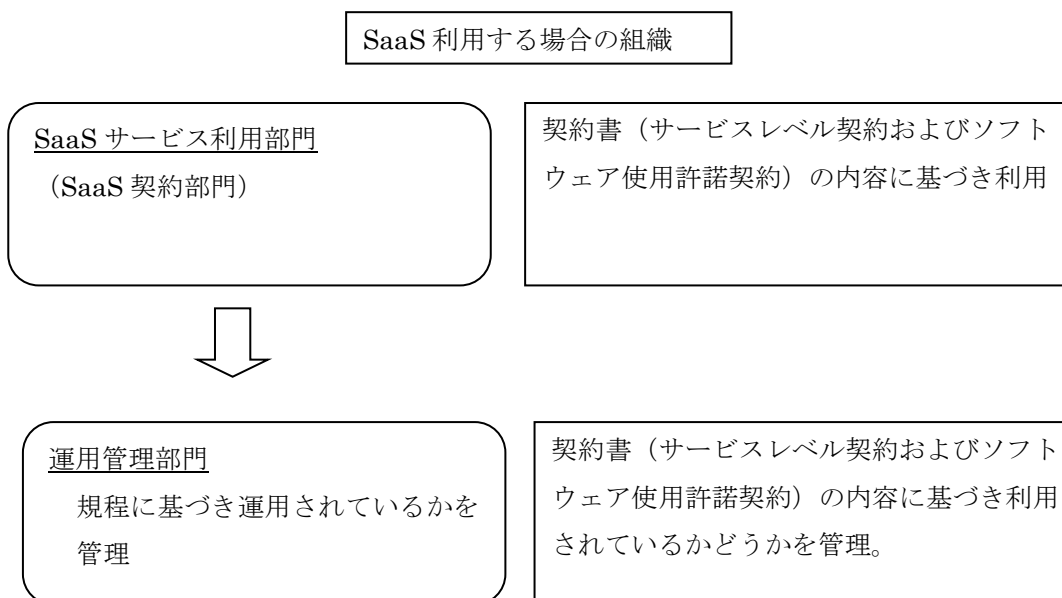 SaaS 利用する場合の組織
SaaS サービス利用部門
（SaaS 契約部門）
契約書（サービスレベル契約およびソフト
ウェア使用許諾契約）の内容に基づき利用
運用管理部門
規程に基づき運用されているかを
管理
契約書（サービスレベル契約およびソフト
ウェア使用許諾契約）の内容に基づき利用
されているかどうかを管理。